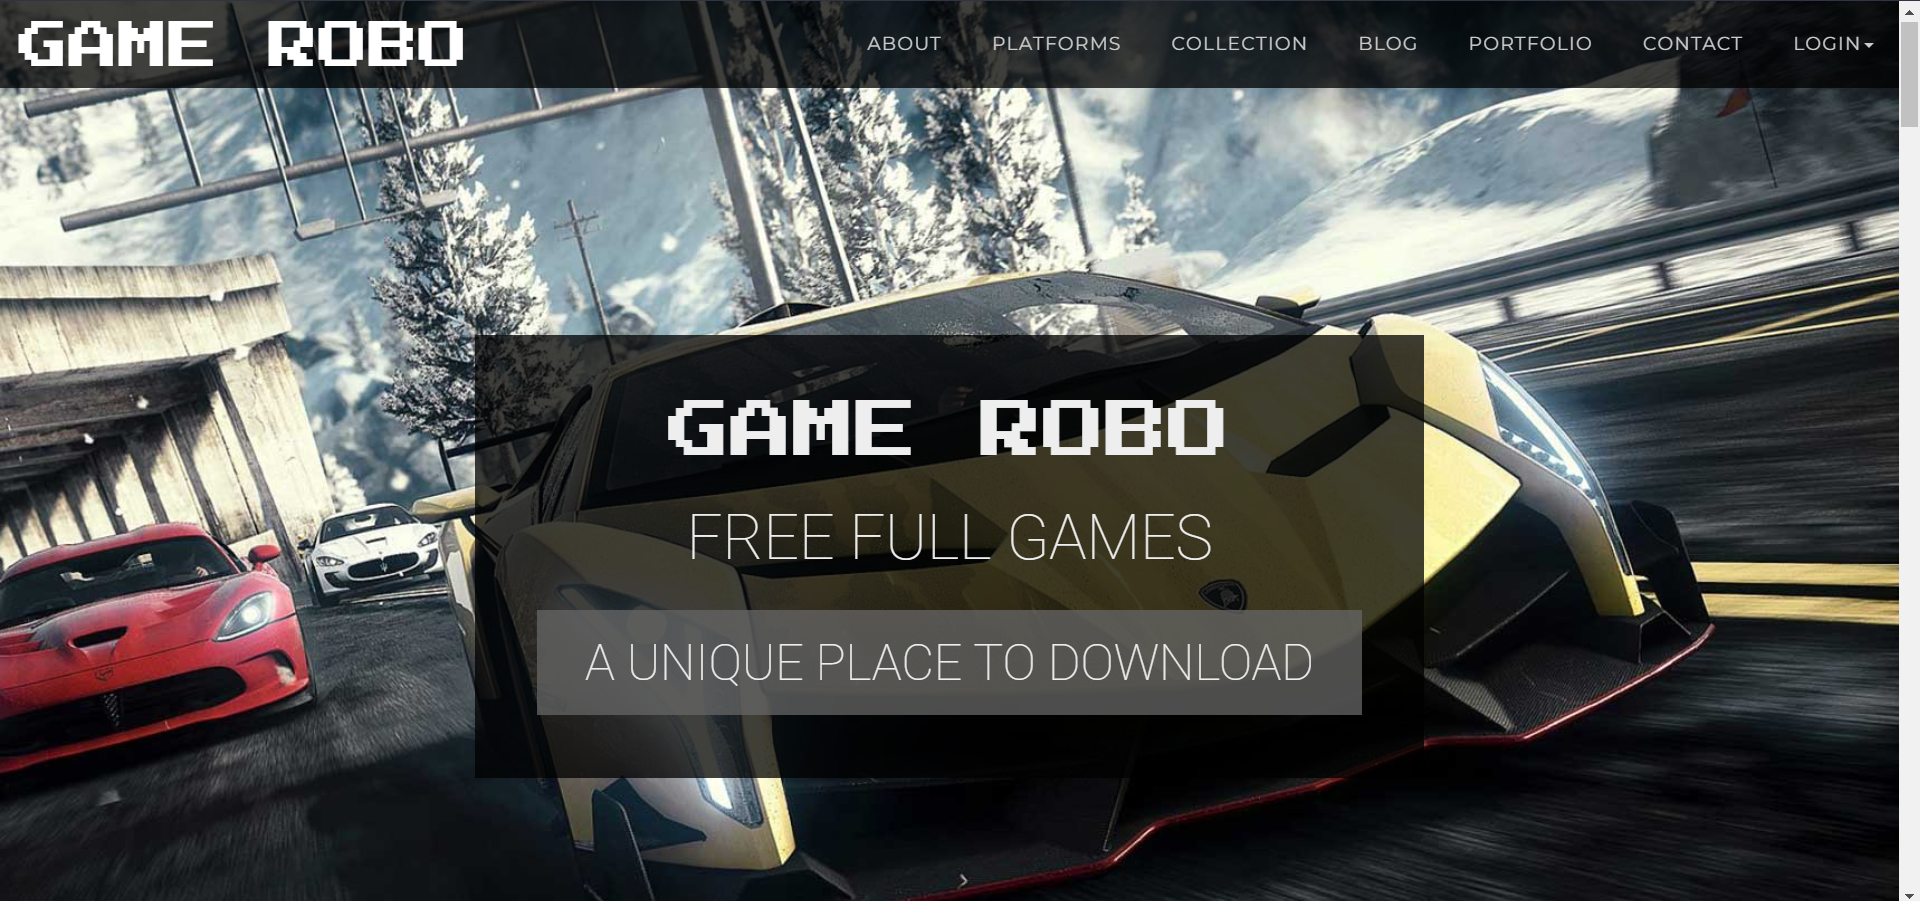 GAME ROBO
ABOUT PLATFORMS COLLECTION BLOG PORTFOLIO CONTACT LOGIN
GAME ROBO
FREE FULL GAMES
A UNIQUE PLACE TO DOWNLOAD